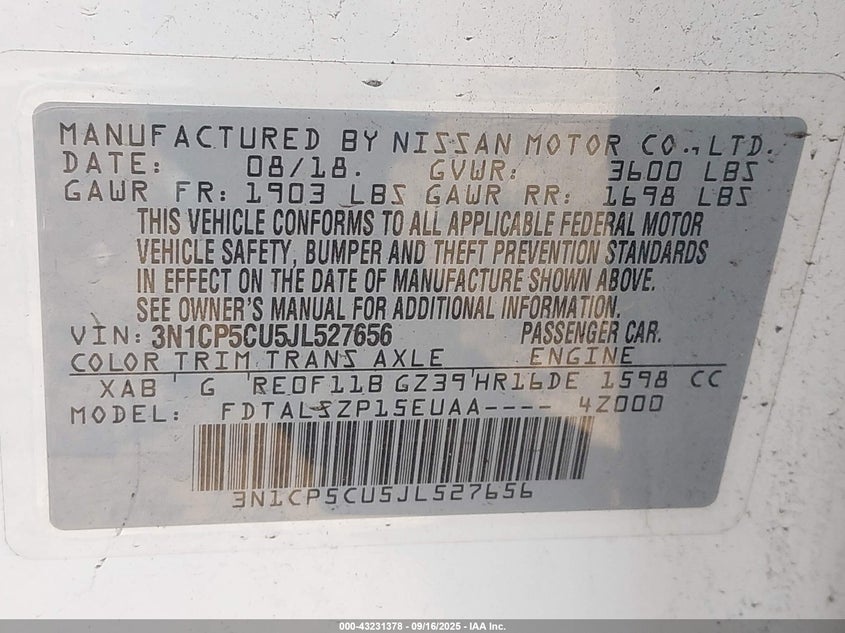 MANUFACTURED BY NISSAN MOTOR CO.,LTD.
DATE: 08/18. GVWR: 3600 LBS
GAWR FR: 1903 LBS GAWR RR: 1698 LBS
THIS VEHICLE CONFORMS TO ALL APPLICABLE FEDERAL MOTOR
VEHICLE SAFETY, BUMPER AND THEFT PREVENTION STANDARDS
IN EFFECT ON THE DATE OF MANUFACTURE SHOWN ABOVE.
SEE OWNER'S MANUAL FOR ADDITIONAL INFORMATION.
VIN: 3N1CP5CU5JL527656 PASSENGER CAR.
COLOR TRIM TRANS AXLE ENGINE
XAB G RE0F11B GZ39 HR16DE 1598 CC
MODEL: FDTALSZP15EUAA---- 4Z000
3N1CP5CU5JL527656
000-43231378 - 09/16/2025 - IAA Inc.